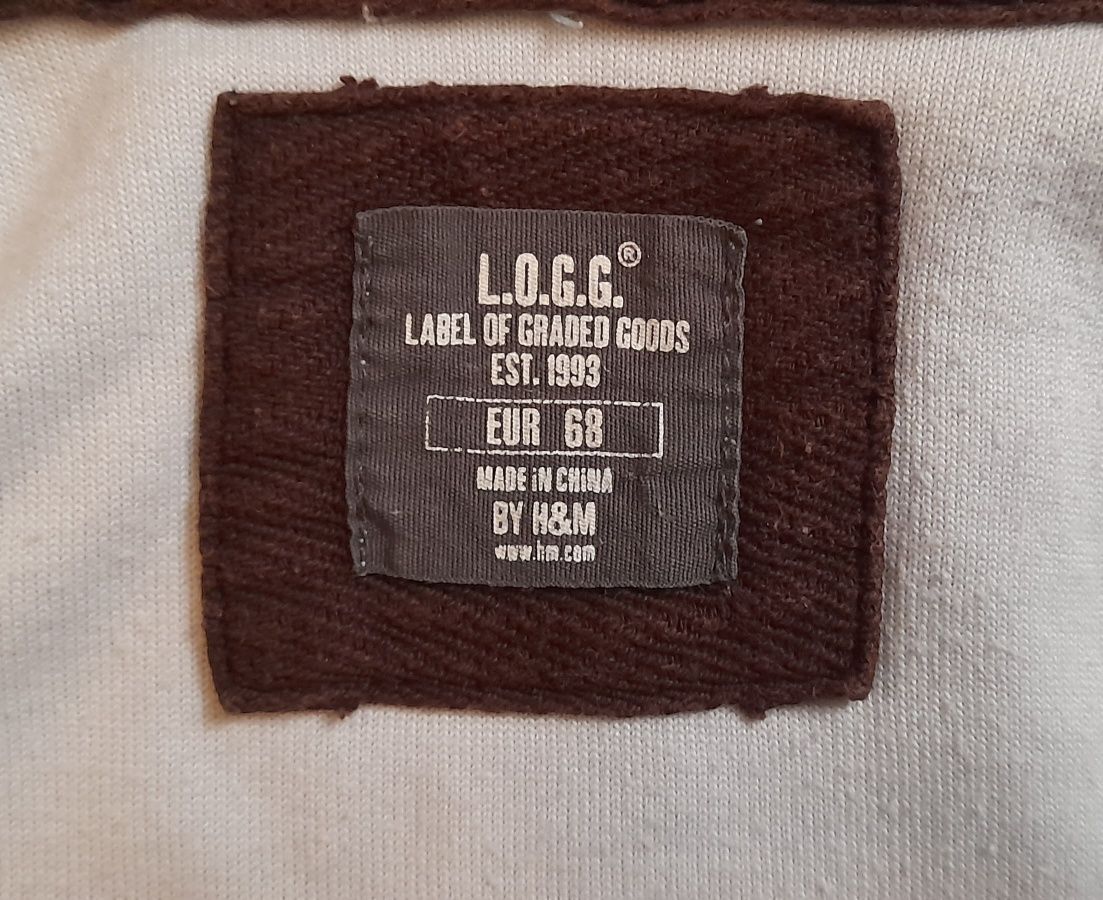 L.O.G.G.®
LABEL OF GRADED GOODS
EST. 1993
EUR 68
MADE IN CHINA
BY H&M
www.hm.com